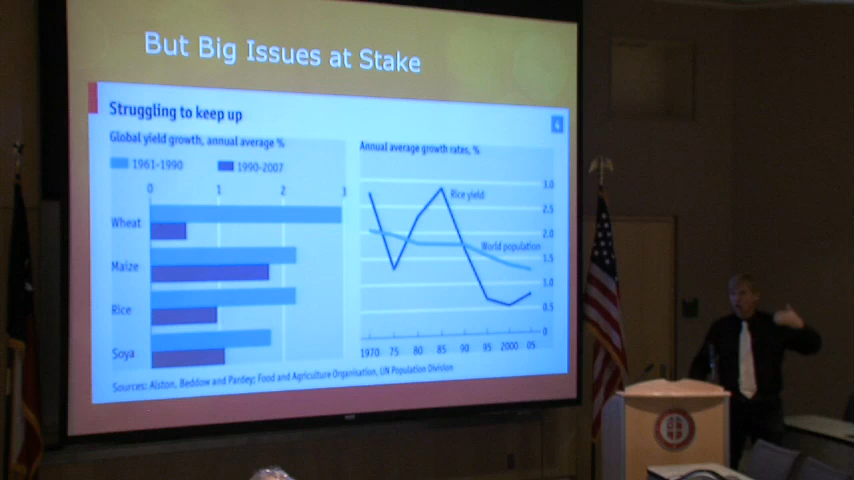 But Big Issues at Stake
Struggling to keep up
4
Global yield growth, annual average %
1961-1990 1990-2007
0 1 2 3
Wheat
Maize
Rice
Soya
Annual average growth rates, %
Rice yield
World population
3.0
2.5
2.0
1.5
1.0
0.5
0
1970 75 80 85 90 95 2000 05
Sources: Alston, Beddow and Pardey; Food and Agriculture Organisation, UN Population Division